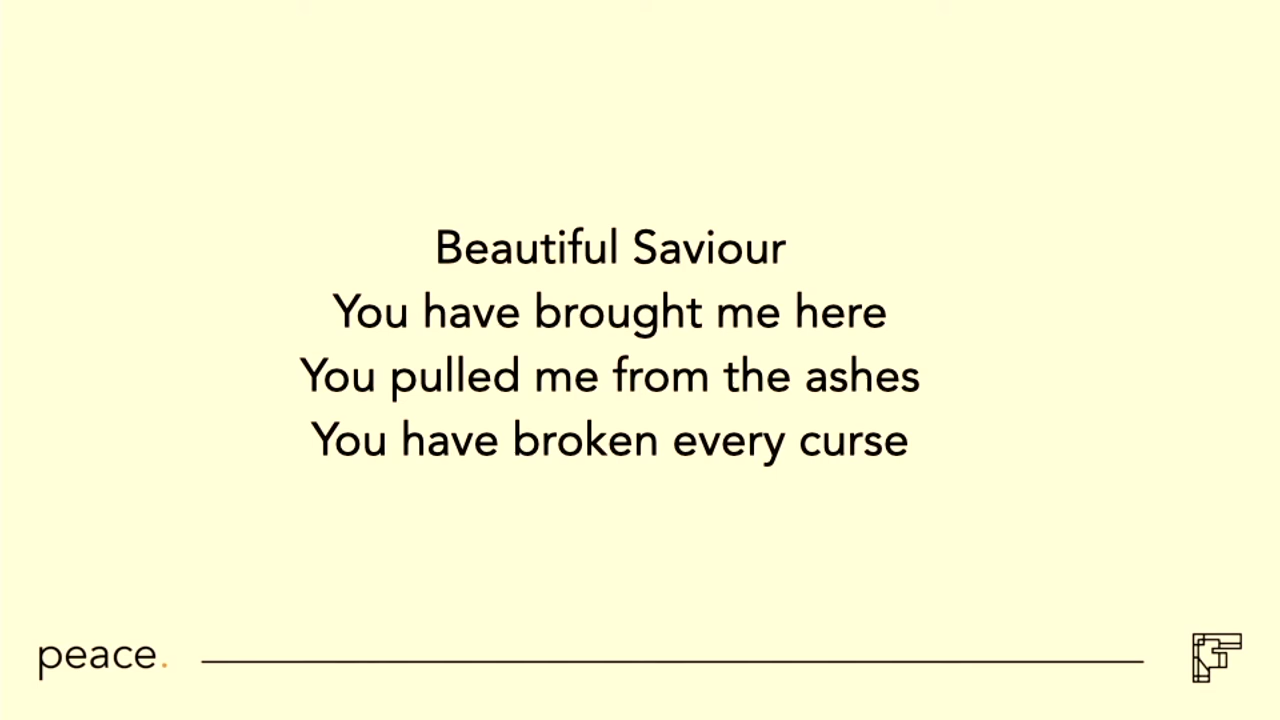 Beautiful Saviour
You have brought me here
You pulled me from the ashes
You have broken every curse
peace.